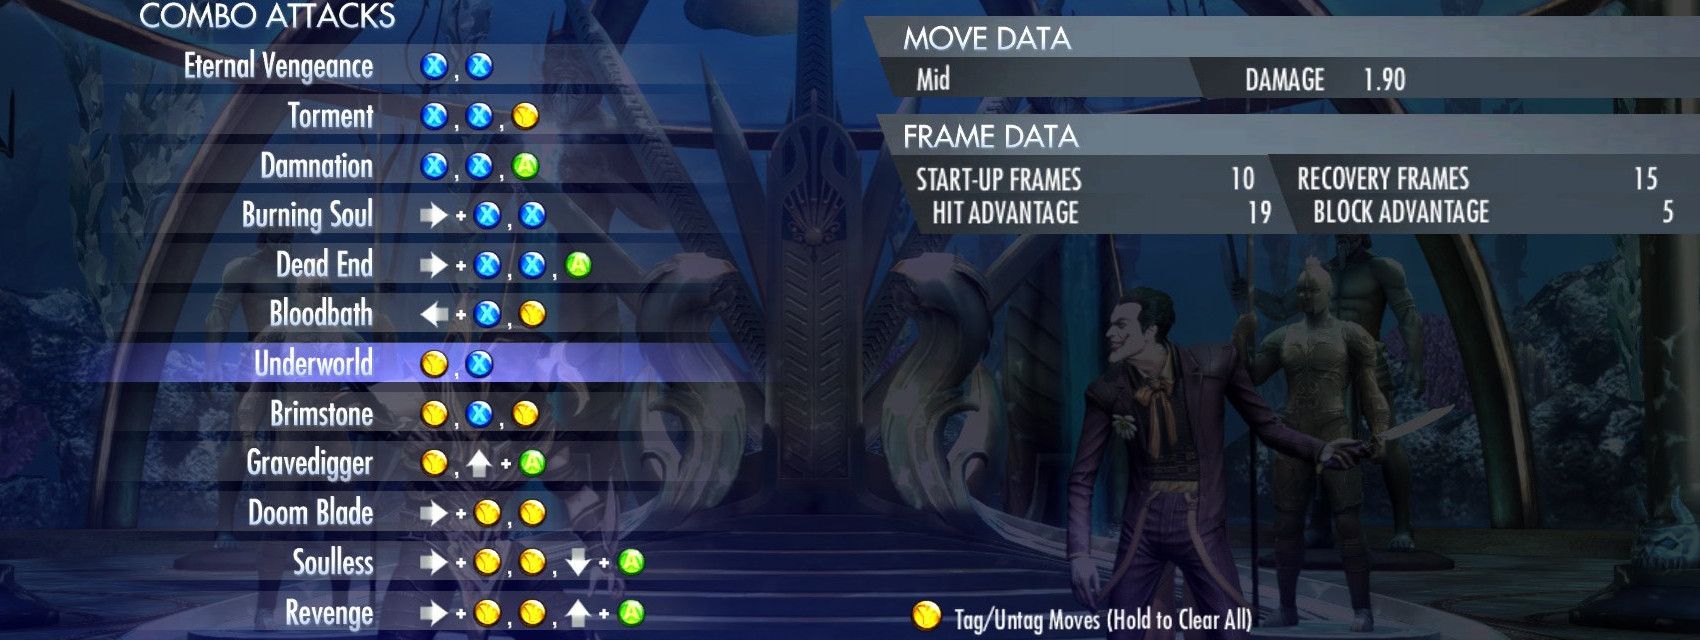 COMBO ATTACKS
Eternal Vengeance X , X
Torment X , X , Y
Damnation X , X , A
Burning Soul + X , X
Dead End + X , X , A
Bloodbath + X , Y
Underworld Y , X
Brimstone Y , X , Y
Gravedigger Y , + A
Doom Blade + Y , Y
Soulless + Y , Y , + A
Revenge + Y , Y , + A
MOVE DATA
Mid DAMAGE 1.90
FRAME DATA
START-UP FRAMES 10 RECOVERY FRAMES 15
HIT ADVANTAGE 19 BLOCK ADVANTAGE 5
Y Tag/Untag Moves (Hold to Clear All)